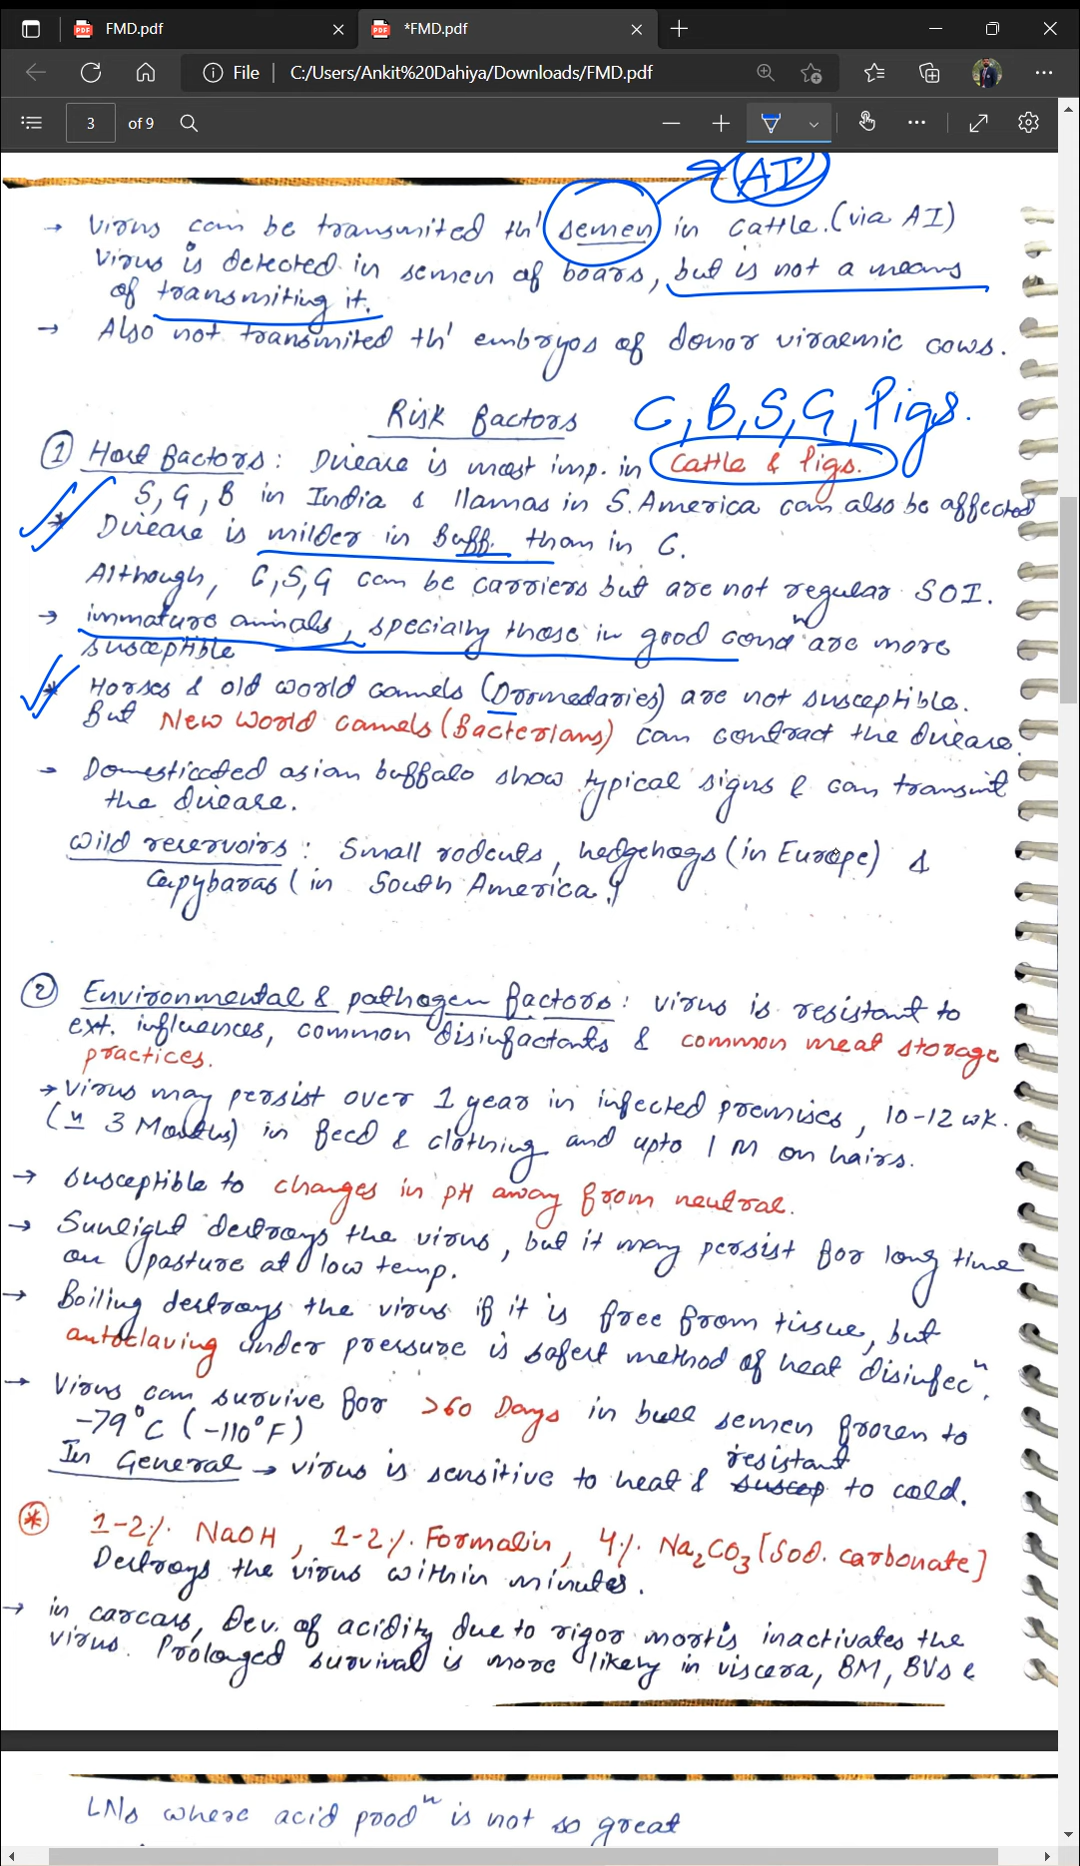 FMD.pdf
*FMD.pdf
File
C:/Users/Ankit%20Dahiya/Downloads/FMD.pdf
3 of 9
(AI)
→ Virus can be transmited th' semen in cattle. (via AI)
Virus is detected in semen of boars, but is not a means
of transmiting it.
→ Also not transmited th' embryos of donor viraemic cows.
Risk Factors
C, B, S, G, Pigs.
① Host Factors: Disease is most imp. in Cattle & Pigs.
S, G, B in India & llamas in S. America can also be affected
* Disease is milder in Buff. than in C.
Although, C, S, G can be carriers but are not regular SOI.
→ immature animals, specially those in good condn are more
susceptible
* Horses & old world camels (Dromedaries) are not susceptible.
But New World camels (Bacterians) can contract the disease.
→ Domesticated asian buffalo show typical signs & can transmit
the disease.
Wild reservoirs: Small rodents, hedgehogs (in Europe) &
Capybaras (in South America)
② Environmental & pathogen factors: virus is resistant to
ext. influences, common disinfactants & common meat storage
practices.
→ Virus may persist over 1 year in infected premises, 10-12 wk.
(≃ 3 Months) in feed & clothing and upto 1 M on hairs.
→ Susceptible to changes in pH away from neutral.
→ Sunlight destroys the virus, but it may persist for long time
on pasture at low temp.
→ Boiling destroys the virus if it is free from tissue, but
autoclaving under pressure is safest method of heat disinfecn.
→ Virus can survive for >60 Days in bull semen frozen to
-79°C (-110°F)
resistant
In General → virus is sensitive to heat & suscep to cold.
* 1-2%. NaOH, 1-2%. Formalin, 4%. Na2CO3 [Sod. carbonate]
Destroys the virus within minutes.
→ in carcass, Dev. of acidity due to rigor mortis inactivates the
virus. Prolonged survival is more likely in viscera, BM, BVs &
LNs where acid prodn is not so great